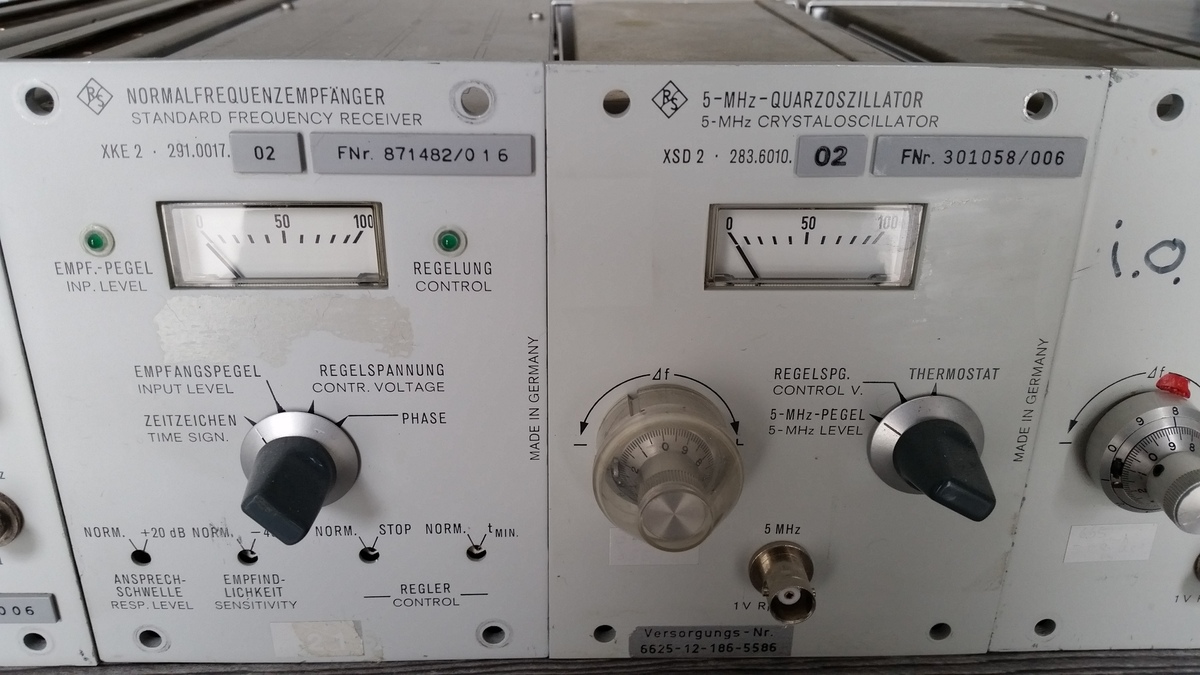 R&S
NORMALFREQUENZEMPFÄNGER
STANDARD FREQUENCY RECEIVER
XKE 2 · 291.0017. 02
FNr. 871482/016
0 50 100
EMPF.-PEGEL
INP. LEVEL
REGELUNG
CONTROL
EMPFANGSPEGEL
INPUT LEVEL
REGELSPANNUNG
CONTR. VOLTAGE
ZEITZEICHEN
TIME SIGN.
PHASE
MADE IN GERMANY
NORM. +20 dB
NORM.
NORM. STOP
NORM. tMIN.
ANSPRECH-
SCHWELLE
RESP. LEVEL
EMPFIND-
LICHKEIT
SENSITIVITY
REGLER
CONTROL
006
R&S
5-MHz-QUARZOSZILLATOR
5-MHz CRYSTALOSCILLATOR
XSD 2 · 283.6010. 02
FNr. 301058/006
0 50 100
Δf
− +
REGELSPG.
CONTROL V.
THERMOSTAT
5-MHz-PEGEL
5-MHz LEVEL
MADE IN GERMANY
5 MHz
1V
Versorgungs-Nr.
6625-12-186-5586
i.O.
Δf
−
1V